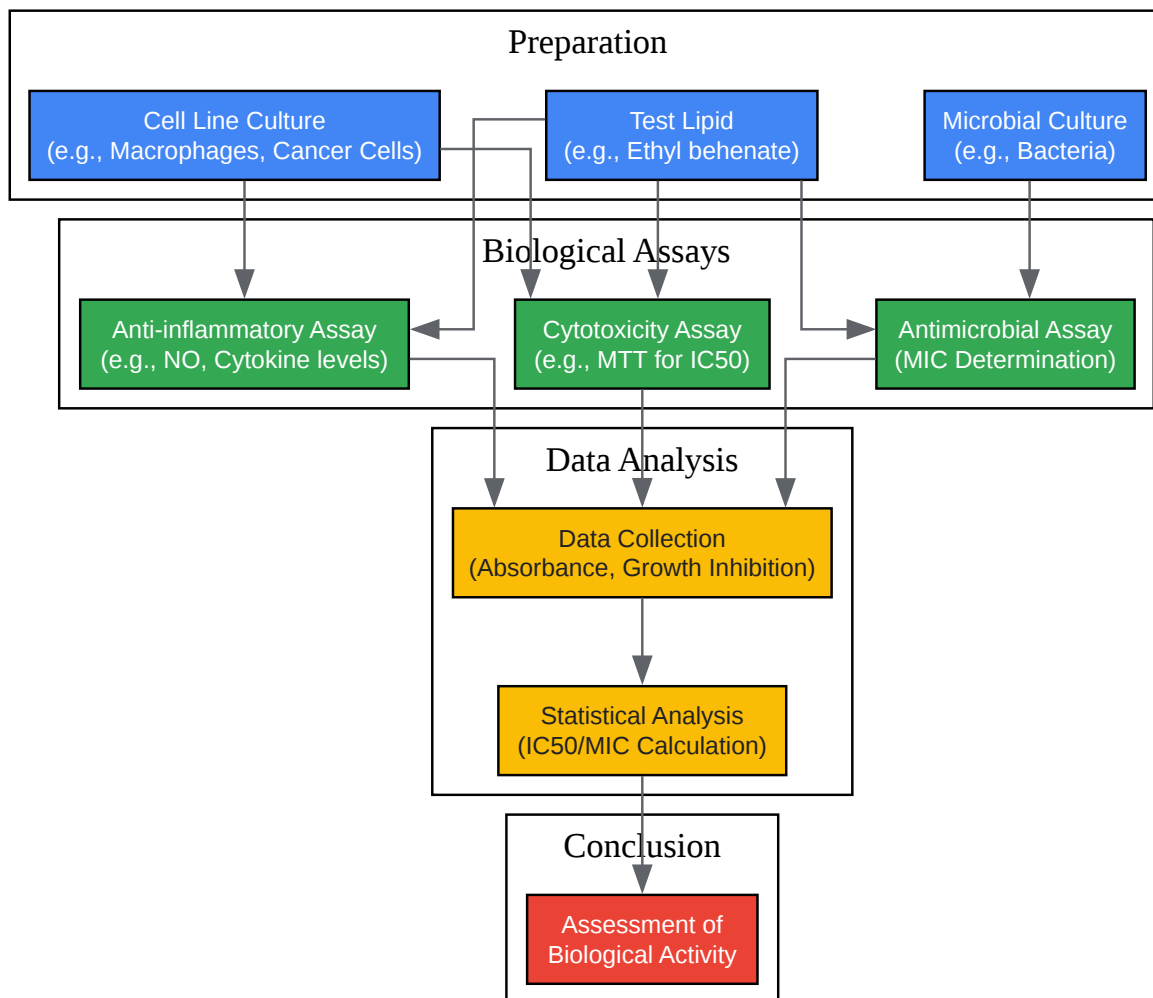 Preparation
Cell Line Culture
(e.g., Macrophages, Cancer Cells)
Test Lipid
(e.g., Ethyl behenate)
Microbial Culture
(e.g., Bacteria)
Biological Assays
Anti-inflammatory Assay
(e.g., NO, Cytokine levels)
Cytotoxicity Assay
(e.g., MTT for IC50)
Antimicrobial Assay
(MIC Determination)
Data Analysis
Data Collection
(Absorbance, Growth Inhibition)
Statistical Analysis
(IC50/MIC Calculation)
Conclusion
Assessment of
Biological Activity